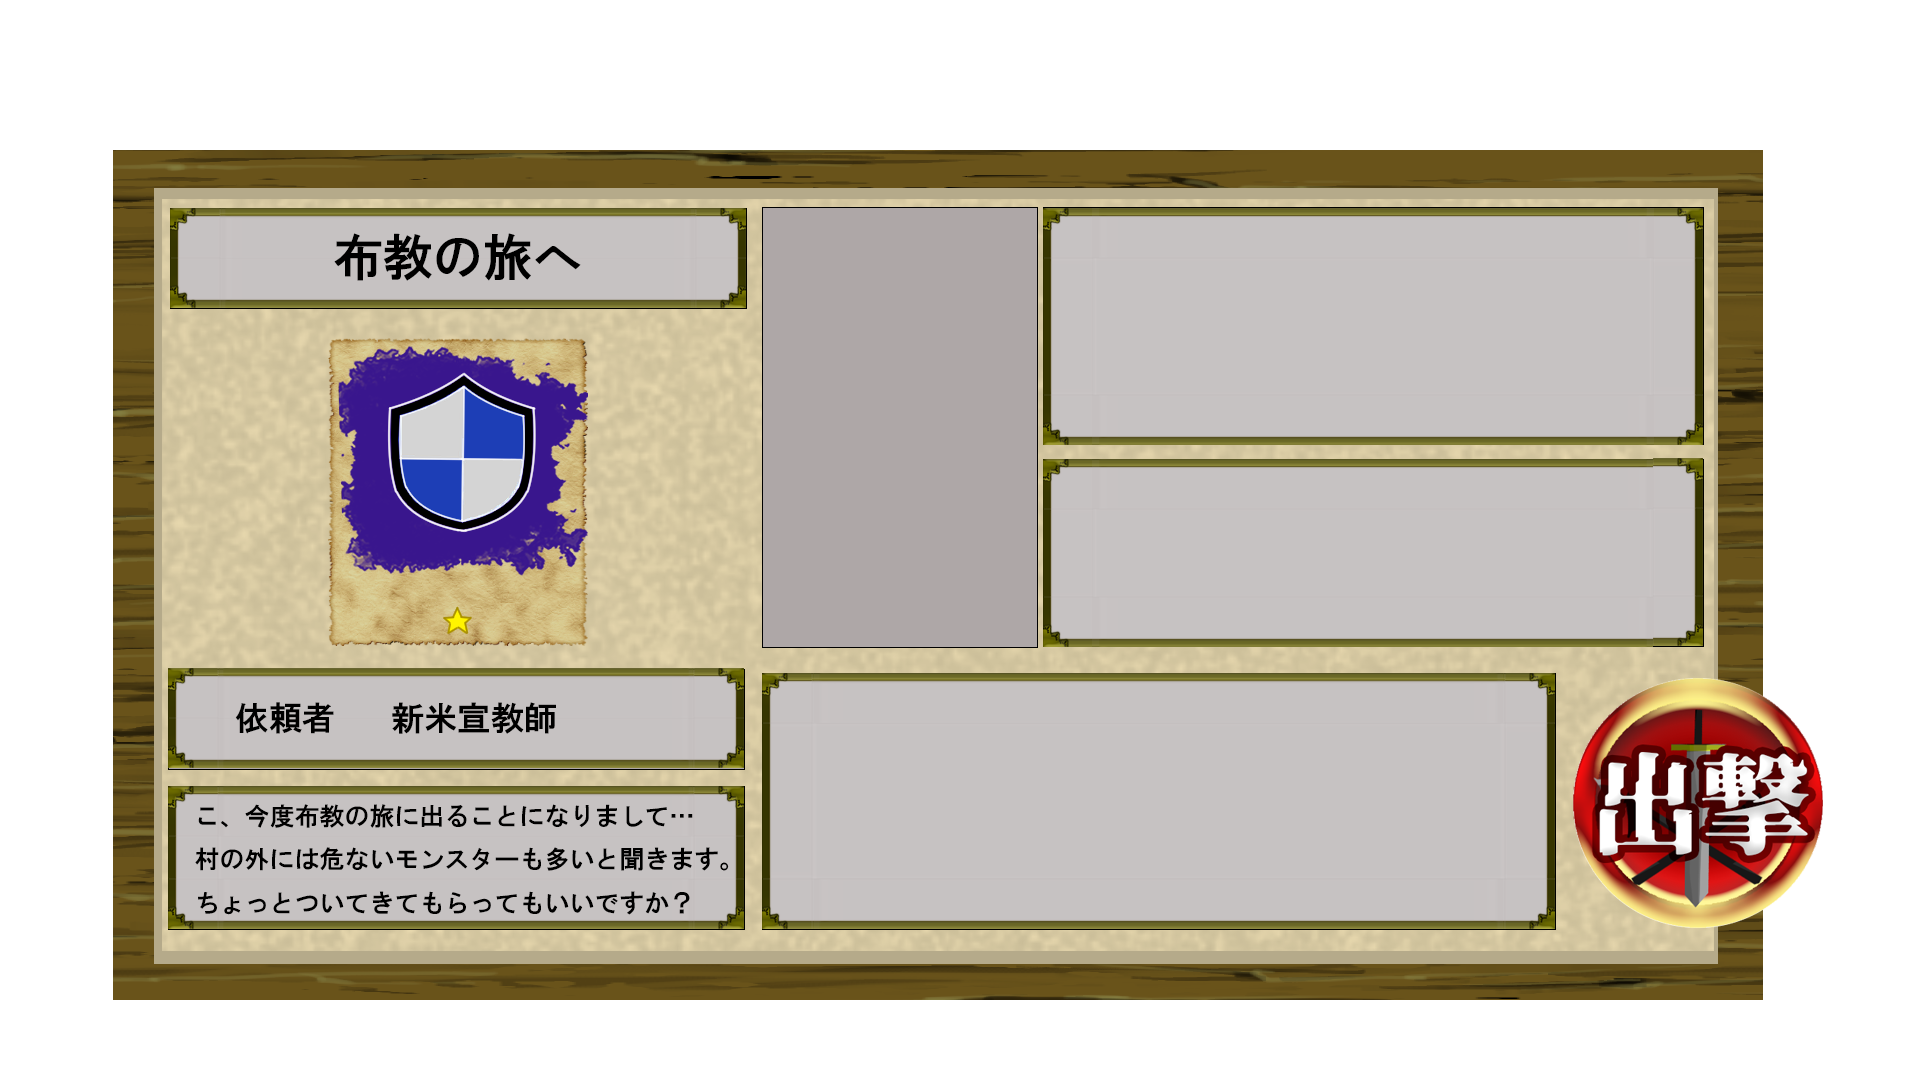 布教の旅へ
依頼者 新米宣教師
こ、今度布教の旅に出ることになりまして…
村の外には危ないモンスターも多いと聞きます。
ちょっとついてきてもらってもいいですか？
出撃